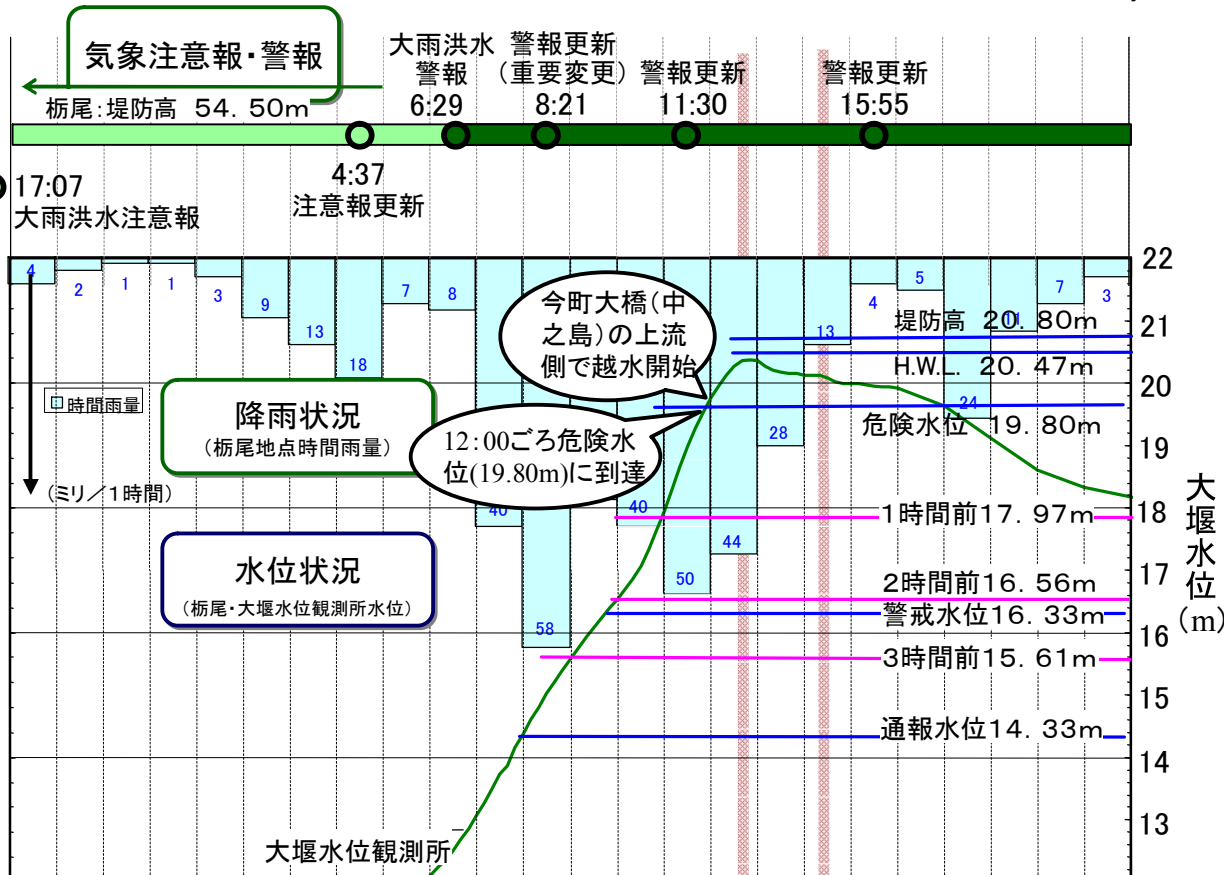 気象注意報・警報
栃尾：堤防高 54．50m
大雨洪水
警報
6:29
警報更新
（重要変更）
8:21
警報更新
11:30
警報更新
15:55
17:07
大雨洪水注意報
4:37
注意報更新
4
2
1
1
3
9
13
18
7
8
40
58
40
50
44
28
13
4
5
24
11
7
3
今町大橋（中
之島）の上流
側で越水開始
12:00ごろ危険水
位(19.80m)に到達
時間雨量
降雨状況
（栃尾地点時間雨量）
（ミリ／1時間）
水位状況
（栃尾・大堰水位観測所水位）
大堰水位観測所
堤防高 20．80m
H.W.L. 20．47m
危険水位 19．80m
1時間前17．97m
2時間前16．56m
警戒水位16．33m
3時間前15．61m
通報水位14．33m
22
21
20
19
18
17
16
15
14
13
大堰水位(m)